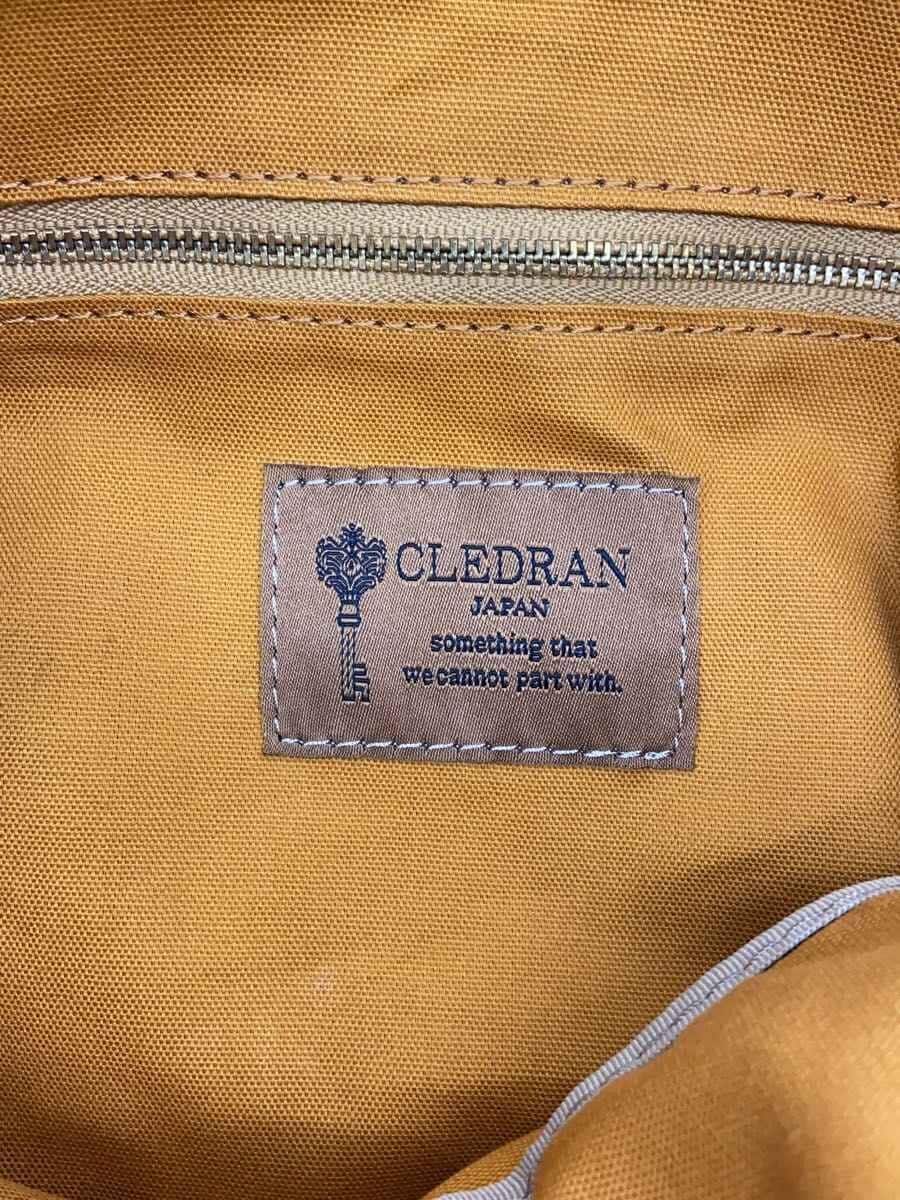 CLEDRAN
JAPAN
something that
we cannot part with.